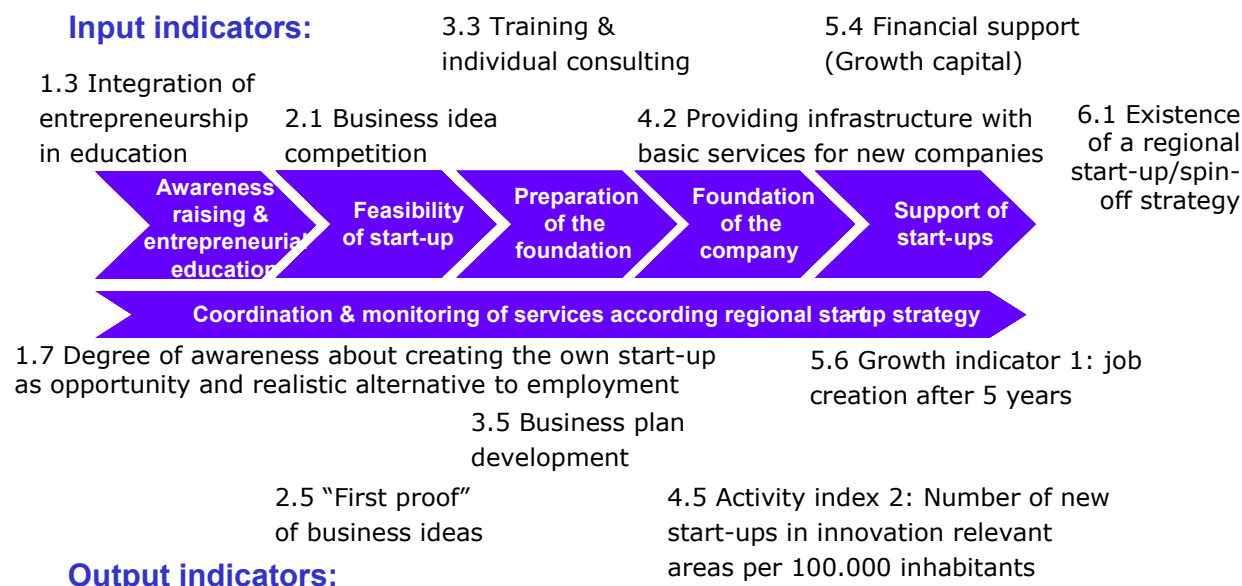 Input indicators:
3.3 Training &
individual consulting
5.4 Financial support
(Growth capital)
1.3 Integration of
entrepreneurship
in education
2.1 Business idea
competition
4.2 Providing infrastructure with
basic services for new companies
6.1 Existence
of a regional
start-up/spin-
off strategy
Awareness
raising &
entrepreneurial
education
Feasibility
of start-up
Preparation
of the
foundation
Foundation
of the
company
Support of
start-ups
Coordination & monitoring of services according regional start-up strategy
1.7 Degree of awareness about creating the own start-up
as opportunity and realistic alternative to employment
5.6 Growth indicator 1: job
creation after 5 years
3.5 Business plan
development
2.5 “First proof”
of business ideas
4.5 Activity index 2: Number of new
start-ups in innovation relevant
areas per 100.000 inhabitants
Output indicators: